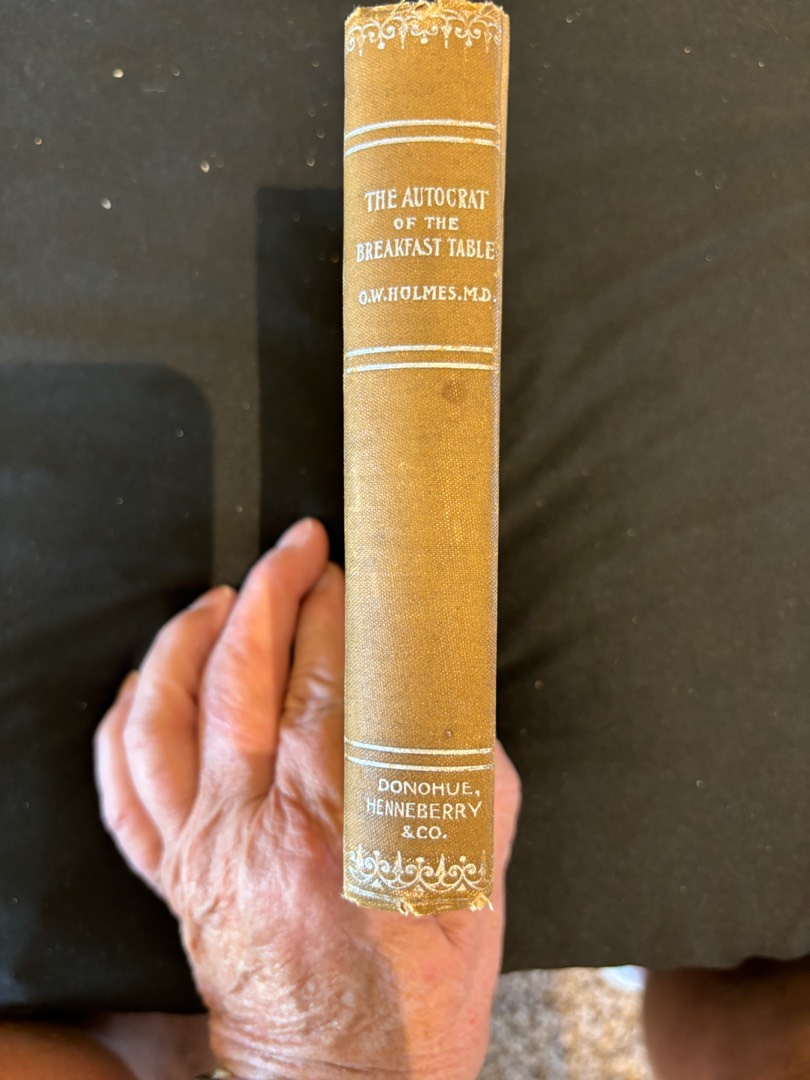 THE AUTOCRAT
OF THE
BREAKFAST TABLE
O.W.HOLMES.M.D.
DONOHUE,
HENNEBERRY
&CO.